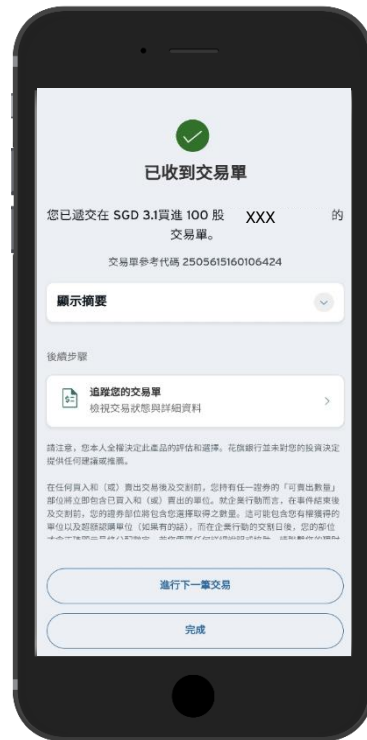 已收到交易單
您已遞交在 SGD 3.1買進 100 股 XXX 的
交易單。
交易單參考代碼 2505615160106424
顯示摘要
後續步驟
追蹤您的交易單
檢視交易狀態與詳細資料
請注意，您本人全權決定此產品的評估和選擇，花旗銀行並未對您的投資決定
提供任何建議或推薦。
在任何買入和（或）賣出交易後及交割前，您持有任一證券的「可賣出數量」
部位將立即包含已買入和（或）賣出的單位。就企業行動而言，在事件結束後
及交割前，您的證券部位將包含您選擇取得之數量。這可能包含您有權獲得的
單位以及超額認購單位（如果有的話），而在企業行動的交割日後，您的部位
進行下一筆交易
完成